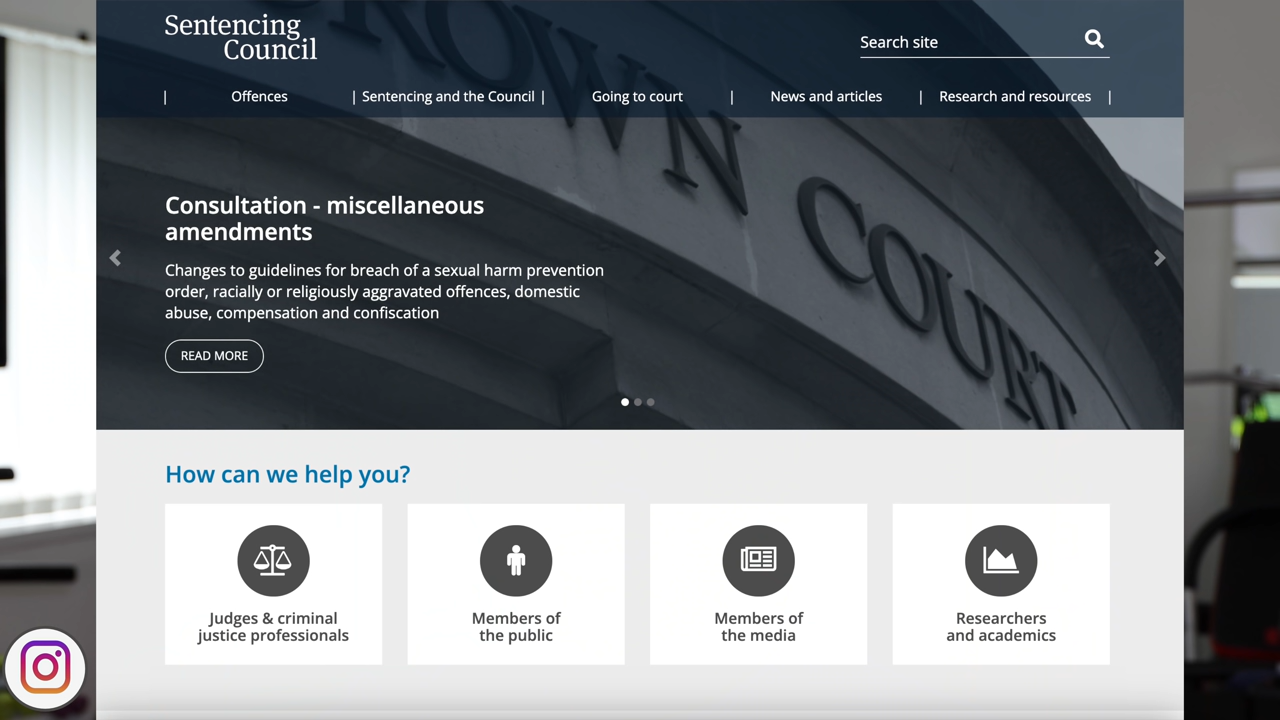 Sentencing
Council
Search site
| Offences | Sentencing and the Council | Going to court | News and articles | Research and resources |
CROWN COURT
Consultation - miscellaneous
amendments
Changes to guidelines for breach of a sexual harm prevention
order, racially or religiously aggravated offences, domestic
abuse, compensation and confiscation
READ MORE
How can we help you?
Judges & criminal
justice professionals
Members of
the public
Members of
the media
Researchers
and academics